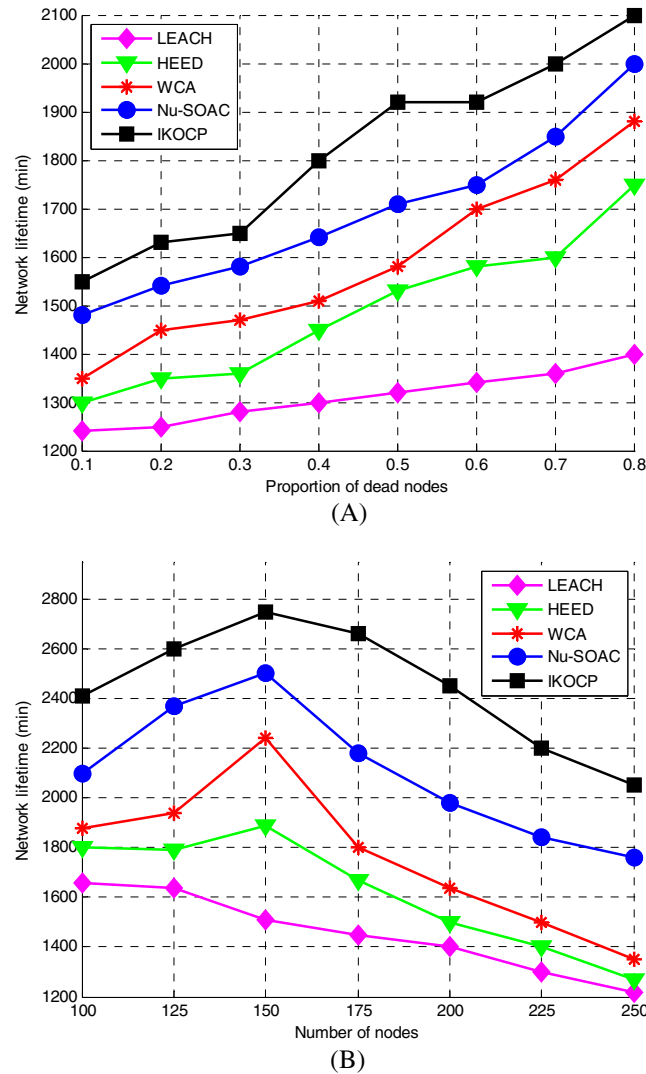 2100
2000
1900
1800
1700
1600
1500
1400
1300
1200
Network lifetime (min)
LEACH
HEED
WCA
Nu-SOAC
IKOCP
0.1 0.2 0.3 0.4 0.5 0.6 0.7 0.8
Proportion of dead nodes
(A)
2800
2600
2400
2200
2000
1800
1600
1400
1200
Network lifetime (min)
LEACH
HEED
WCA
Nu-SOAC
IKOCP
100 125 150 175 200 225 250
Number of nodes
(B)